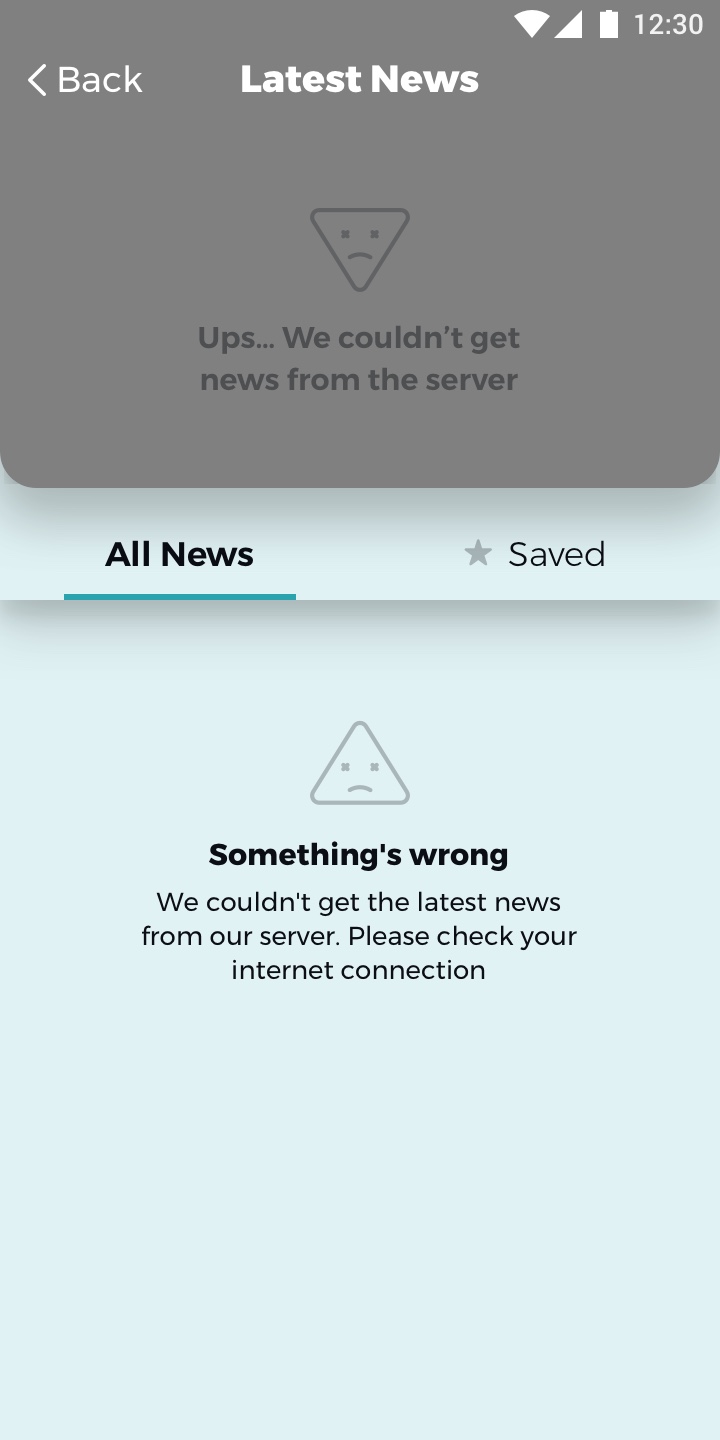 12:30
Back
Latest News
Ups... We couldn’t get
news from the server
All News
Saved
Something's wrong
We couldn't get the latest news
from our server. Please check your
internet connection